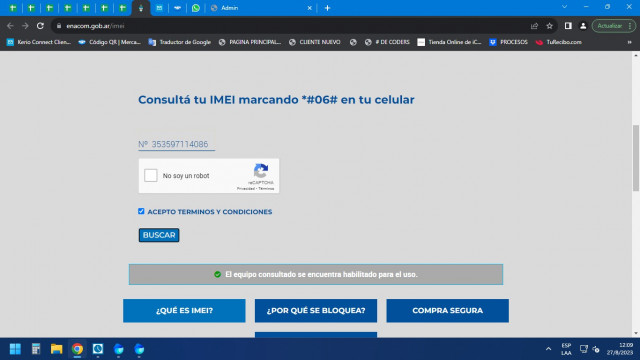 Admin
enacom.gob.ar/imei
Actualizar
Kerio Connect Clien...
Código QR | Merca...
Traductor de Google
PAGINA PRINCIPAL...
CLIENTE NUEVO
# DE CODERS
Tienda Online de iC...
PROCESOS
TuRecibo.com
Consultá tu IMEI marcando *#06# en tu celular
Nº 353597114086
No soy un robot
reCAPTCHA
Privacidad - Términos
ACEPTO TERMINOS Y CONDICIONES
BUSCAR
El equipo consultado se encuentra habilitado para el uso.
¿QUÉ ES IMEI?
¿POR QUÉ SE BLOQUEA?
COMPRA SEGURA
ESP
LAA
12:09
27/8/2023